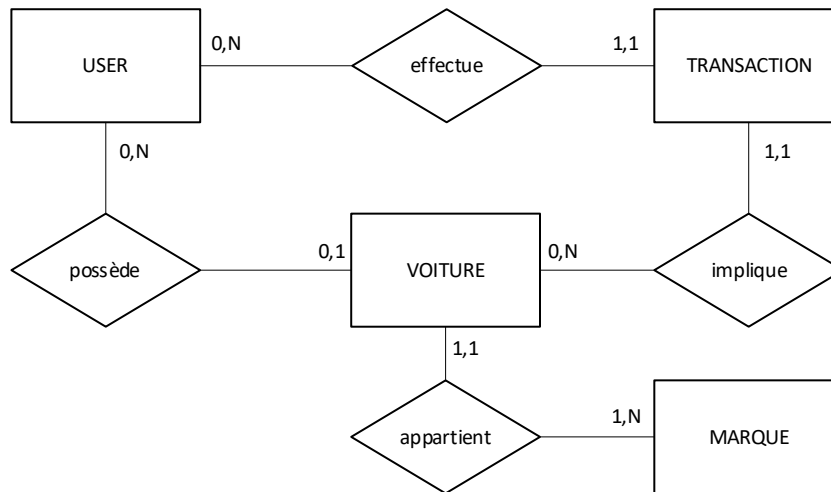 0,N
1,1
USER
effectue
TRANSACTION
0,N
1,1
possède
0,1
VOITURE
0,N
implique
1,1
appartient
1,N
MARQUE